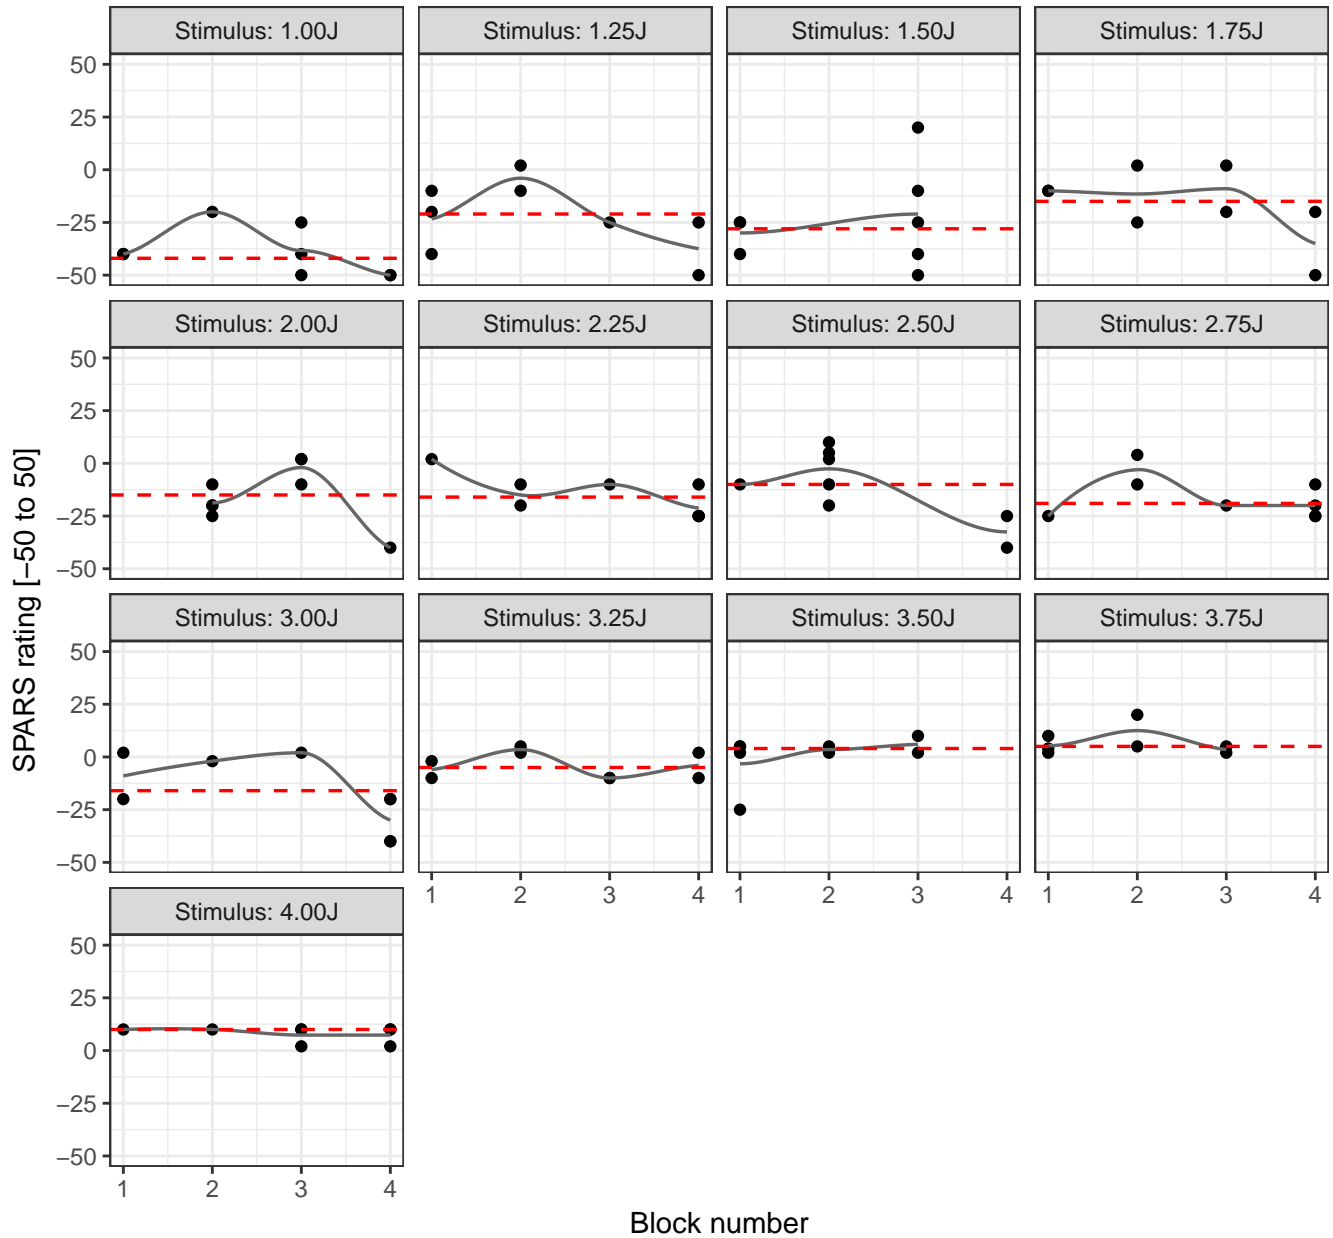 Stimulus: 1.00J
Stimulus: 1.25J
Stimulus: 1.50J
Stimulus: 1.75J
50
25
0
−25
−50
Stimulus: 2.00J
Stimulus: 2.25J
Stimulus: 2.50J
Stimulus: 2.75J
50
25
0
−25
−50
SPARS rating [−50 to 50]
Stimulus: 3.00J
Stimulus: 3.25J
Stimulus: 3.50J
Stimulus: 3.75J
50
25
0
−25
−50
1 2 3 4
1 2 3 4
1 2 3 4
Stimulus: 4.00J
50
25
0
−25
−50
1 2 3 4
Block number